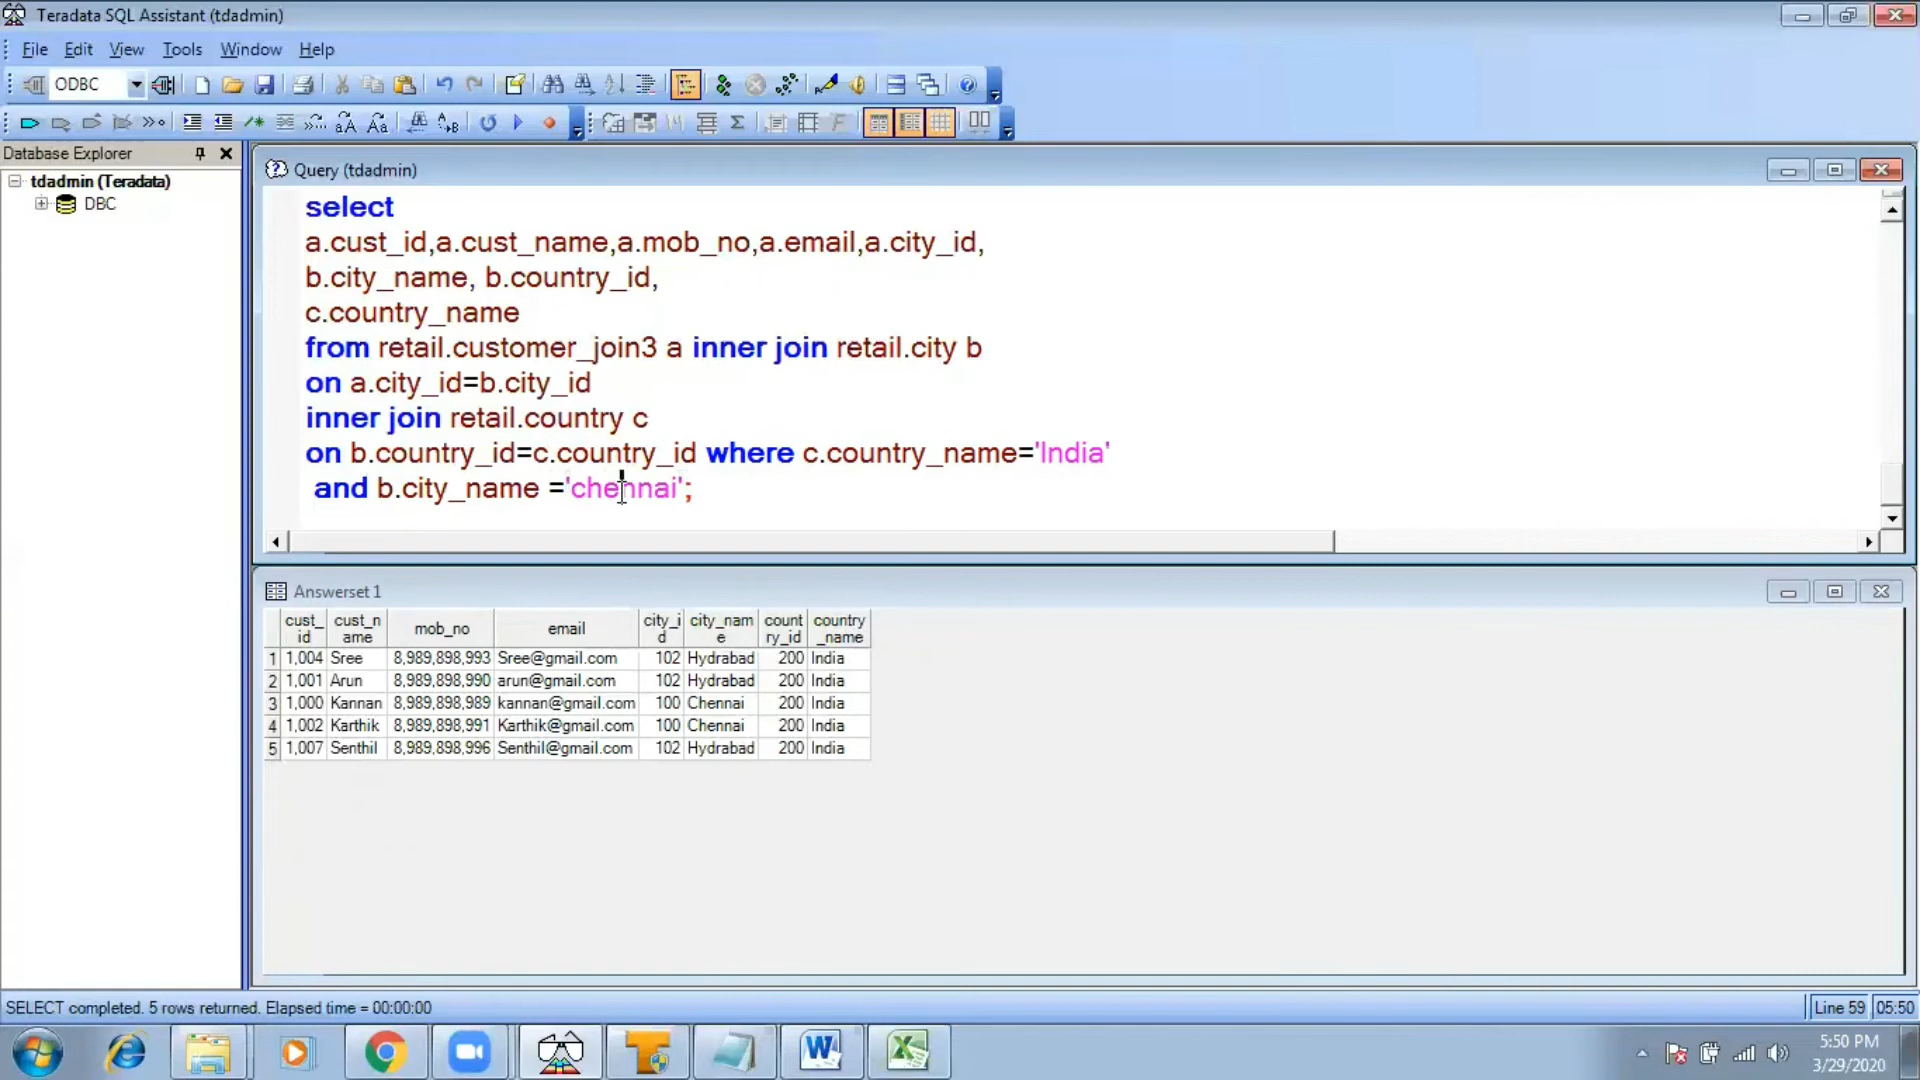 Teradata SQL Assistant (tdadmin)
File Edit View Tools Window Help
ODBC
Database Explorer
tdadmin (Teradata)
DBC
Query (tdadmin)
select
a.cust_id,a.cust_name,a.mob_no,a.email,a.city_id,
b.city_name, b.country_id,
c.country_name
from retail.customer_join3 a inner join retail.city b
on a.city_id=b.city_id
inner join retail.country c
on b.country_id=c.country_id where c.country_name='India'
and b.city_name ='chennai';
Answerset 1
cust_id cust_name mob_no email city_id city_name country_id country_name
1 1,004 Sree 8,989,898,993 Sree@gmail.com 102 Hydrabad 200 India
2 1,001 Arun 8,989,898,990 arun@gmail.com 102 Hydrabad 200 India
3 1,000 Kannan 8,989,898,989 kannan@gmail.com 100 Chennai 200 India
4 1,002 Karthik 8,989,898,991 Karthik@gmail.com 100 Chennai 200 India
5 1,007 Senthil 8,989,898,996 Senthil@gmail.com 102 Hydrabad 200 India
SELECT completed. 5 rows returned. Elapsed time = 00:00:00
Line 59 05:50
5:50 PM
3/29/2020